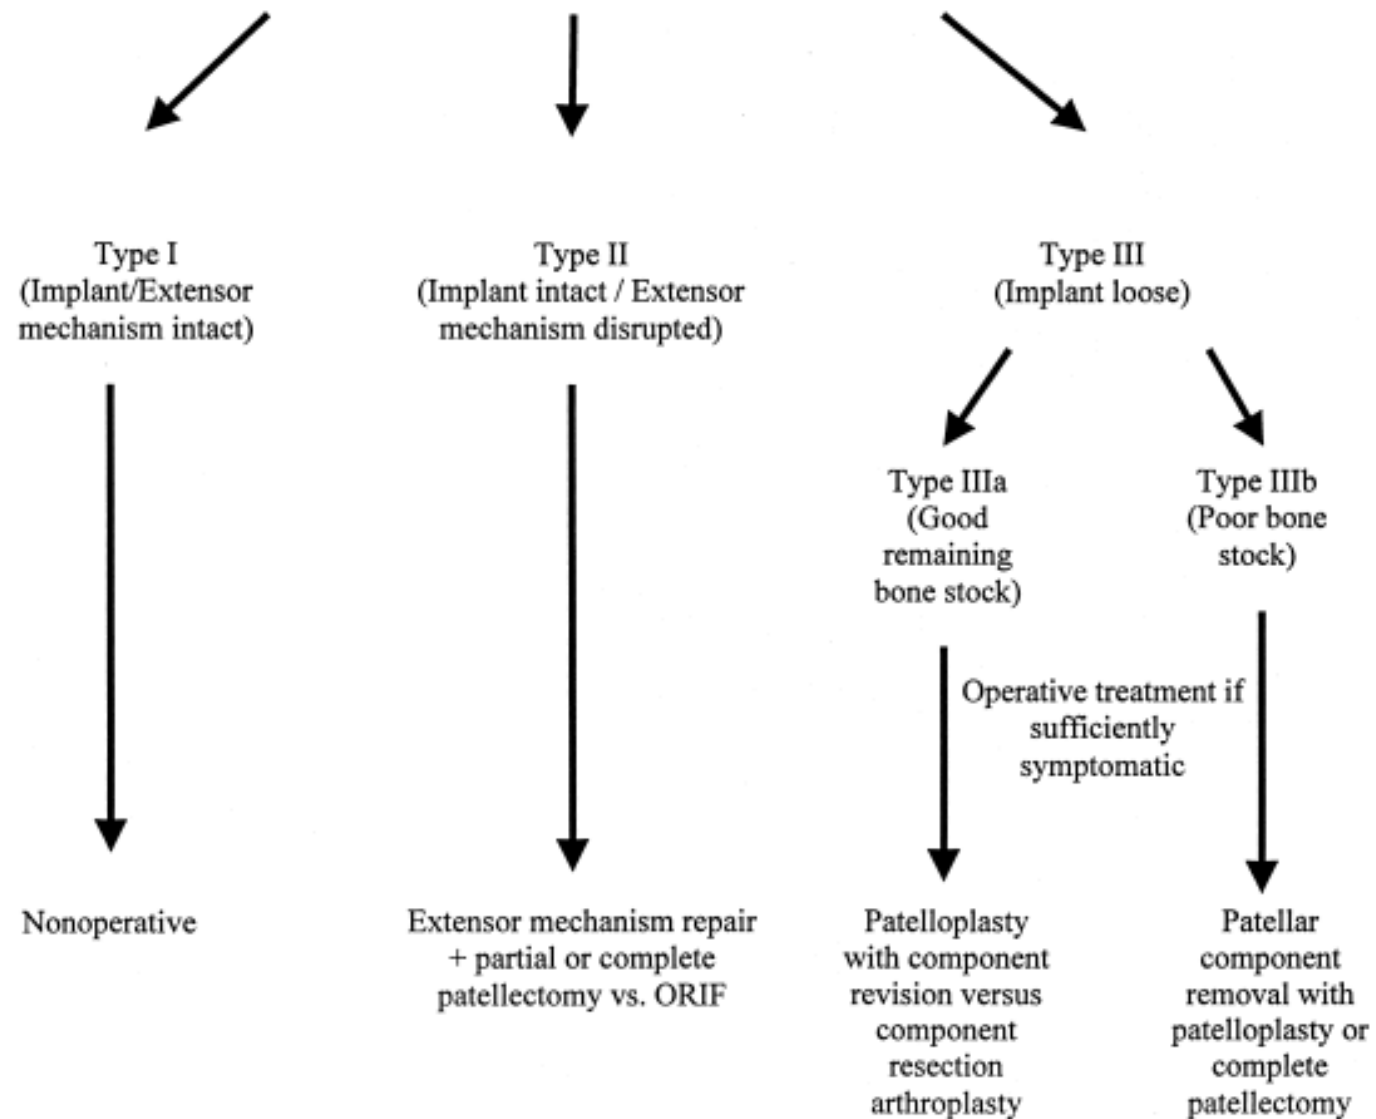 Type I
(Implant/Extensor
mechanism intact)
Type II
(Implant intact / Extensor
mechanism disrupted)
Type III
(Implant loose)
Type IIIa
(Good
remaining
bone stock)
Type IIIb
(Poor bone
stock)
Operative treatment if
sufficiently
symptomatic
Nonoperative
Extensor mechanism repair
+ partial or complete
patellectomy vs. ORIF
Patelloplasty
with component
revision versus
component
resection
arthroplasty
Patellar
component
removal with
patelloplasty or
complete
patellectomy